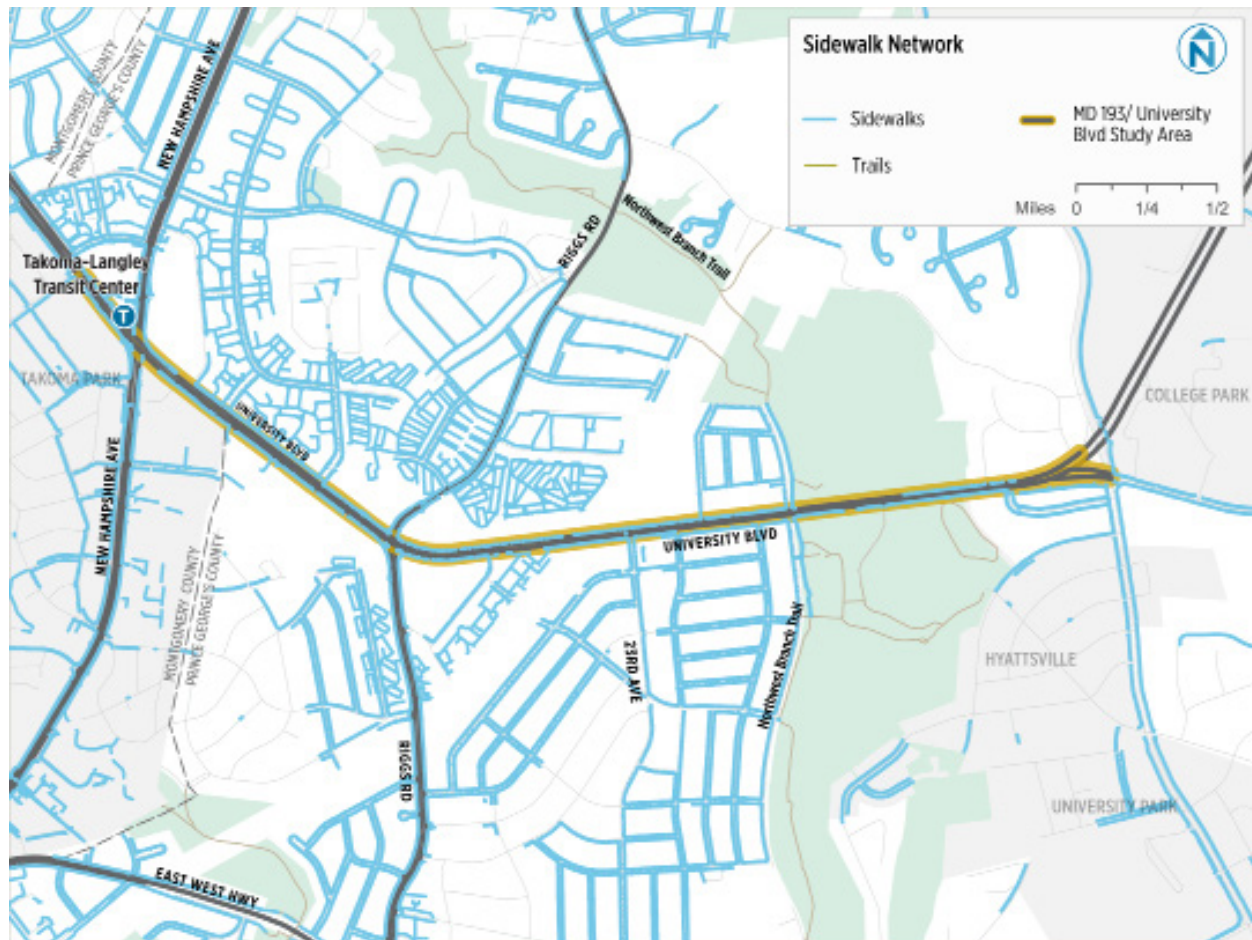 Sidewalk Network
N
Sidewalks
Trails
MD 193/ University
Blvd Study Area
Miles 0 1/4 1/2
MONTGOMERY COUNTY
PRINCE GEORGE'S COUNTY
NEW HAMPSHIRE AVE
Takoma-Langley
Transit Center
T
TAKOMA PARK
RIGGS RD
Northwest Branch Trail
COLLEGE PARK
UNIVERSITY BLVD
NEW HAMPSHIRE AVE
UNIVERSITY BLVD
MONTGOMERY COUNTY
PRINCE GEORGE'S COUNTY
23RD AVE
Northwest Branch Trail
HYATTSVILLE
RIGGS RD
UNIVERSITY PARK
EAST WEST HWY